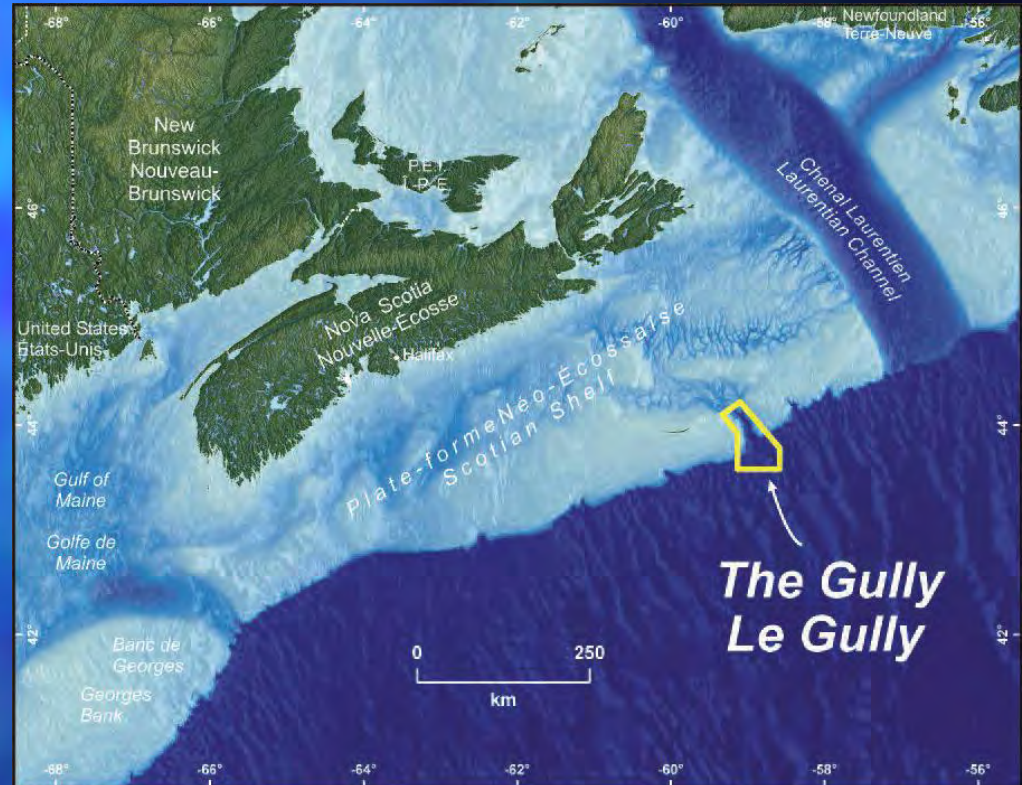 -68°
-66°
-64°
-62°
-60°
-58°
-56°
Newfoundland
Terre-Neuve
New
Brunswick
Nouveau-
Brunswick
P.E.I.
I.-P.-E.
46°
46°
Chenal Laurentien
Laurentian Channel
United States
États-Unis
Nova Scotia
Nouvelle-Écosse
Halifax
Plate-forme Néo-Écossaise
Scotian Shelf
44°
44°
Gulf of
Maine
Golfe de
Maine
The Gully
Le Gully
42°
42°
Banc de
Georges
Georges
Bank
0 250
km
-68°
-66°
-64°
-62°
-60°
-58°
-56°